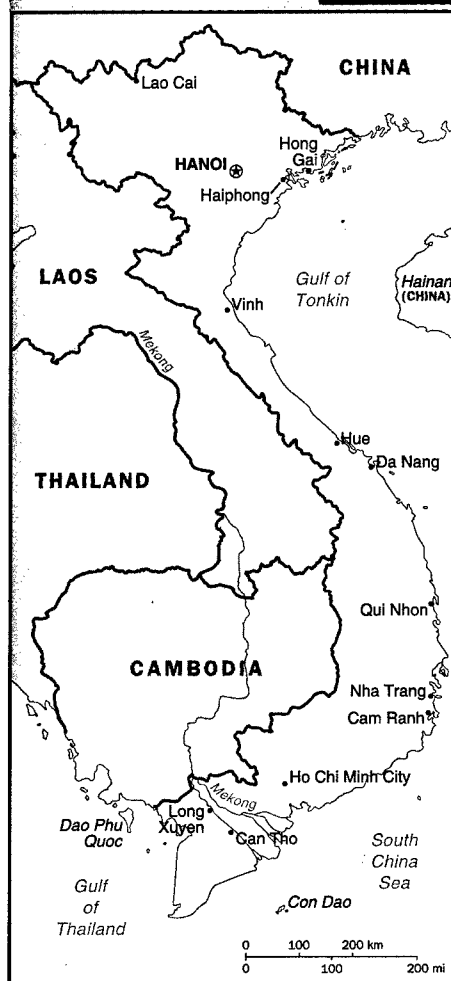 CHINA
Lao Cai
Hong
Gai
HANOI
Haiphong
LAOS
Gulf of
Tonkin
Hainan
(CHINA)
Vinh
Mekong
Hue
Da Nang
THAILAND
Qui Nhon
CAMBODIA
Nha Trang
Cam Ranh
Ho Chi Minh City
Mekong
Long
Xuyen
Dao Phu
Quoc
Can Tho
South
China
Sea
Gulf
of
Thailand
Con Dao
0 100 200 km
0 100 200 mi